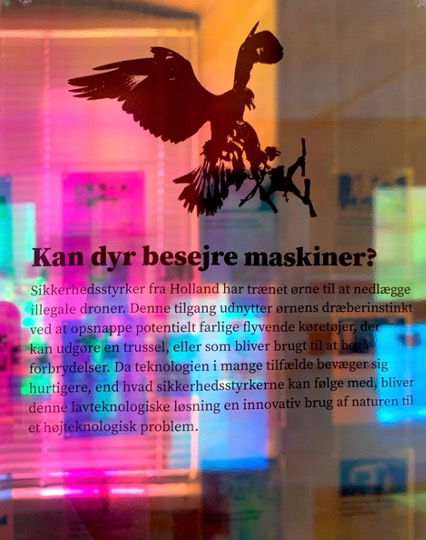 Kan dyr besejre maskiner?
Sikkerhedsstyrker fra Holland har trænet ørne til at nedlægge
illegale droner. Denne tilgang udnytter ørnens dræberinstinkt
ved at opsnappe potentielt farlige flyvende køretøjer, der
kan udgøre en trussel, eller som bliver brugt til at begå
forbrydelser. Da teknologien i mange tilfælde bevæger sig
hurtigere, end hvad sikkerhedsstyrkerne kan følge med, bliver
denne lavteknologiske løsning en innovativ brug af naturen til
et højteknologisk problem.